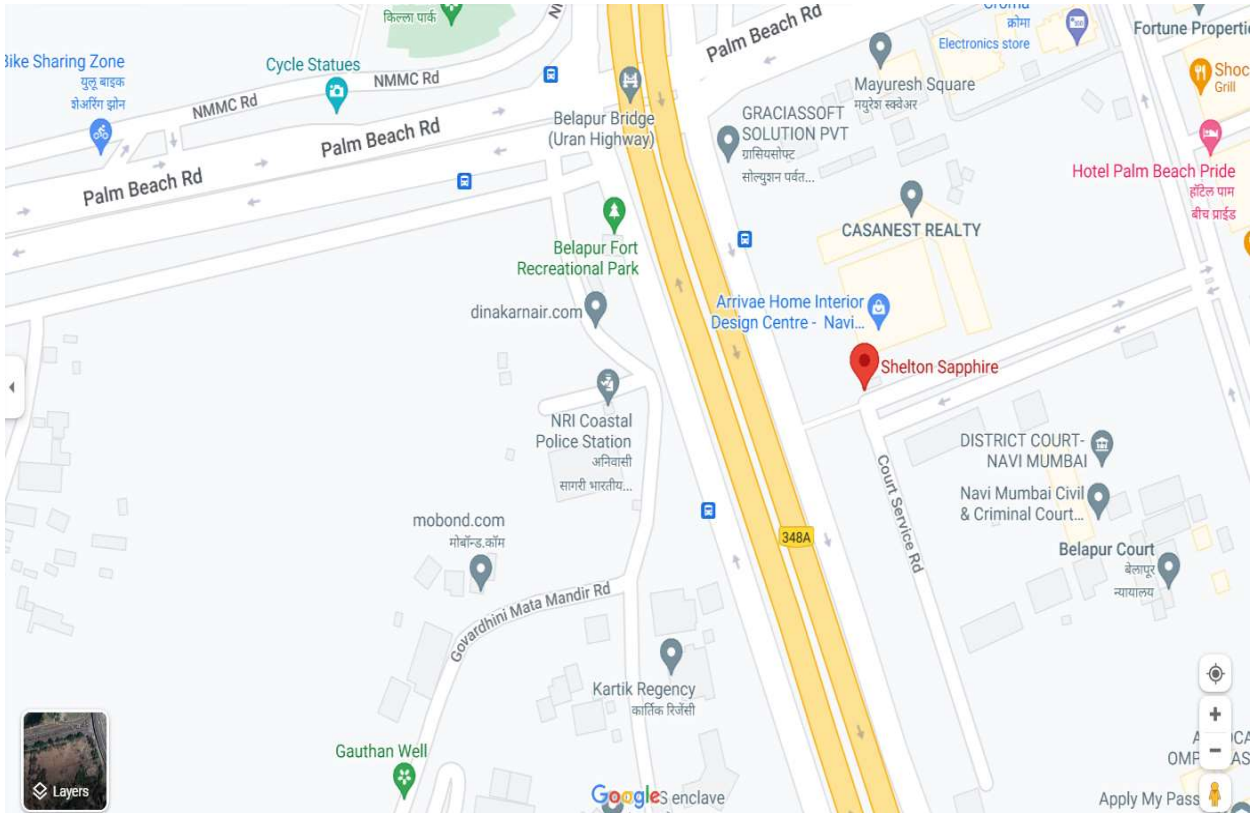 किल्ला पार्क
Palm Beach Rd
क्रोमा
Electronics store
Fortune
Bike Sharing Zone
युलू बाइक
शेअरिंग झोन
Cycle Statues
NMMC Rd
NMMC Rd
Palm Beach Rd
Palm Beach Rd
Belapur Bridge
(Uran Highway)
Mayuresh Square
मयुरेश स्क्वेअर
GRACIASSOFT
SOLUTION PVT
ग्रासियसोफ्ट
सोल्युशन पर्वत...
Grill
Hotel Palm Beach Pride
हॉटेल पाम
बीच प्राईड
CASANEST REALTY
Belapur Fort
Recreational Park
dinakarnair.com
Arrivae Home Interior
Design Centre - Navi...
Shelton Sapphire
NRI Coastal
Police Station
अनिवासी
सागरी भारतीय...
DISTRICT COURT-
NAVI MUMBAI
Navi Mumbai Civil
& Criminal Court...
Court Service Rd
mobond.com
मोबॉन्ड.कॉम
348A
Belapur Court
बेलापूर
न्यायालय
Govardhini Mata Mandir Rd
Kartik Regency
कार्तिक रिजेंसी
Gauthan Well
Layers
Google
S enclave
Apply My Pass